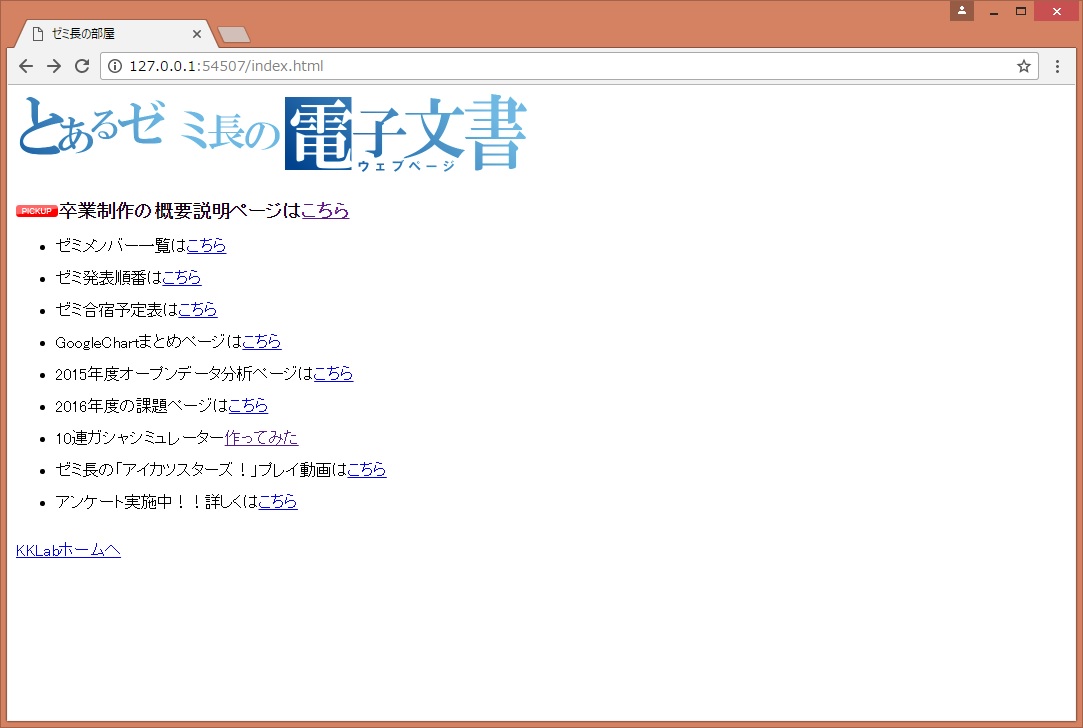 ゼミ長の部屋
127.0.0.1:54507/index.html
とあるゼミ長の電子文書
ウェブページ
PICKUP 卒業制作の概要説明ページはこちら
ゼミメンバー一覧はこちら
ゼミ発表順番はこちら
ゼミ合宿予定表はこちら
GoogleChartまとめページはこちら
2015年度オープンデータ分析ページはこちら
2016年度の課題ページはこちら
10連ガシャシミュレーター作ってみた
ゼミ長の「アイカツスターズ！」プレイ動画はこちら
アンケート実施中！！詳しくはこちら
KKLabホームへ